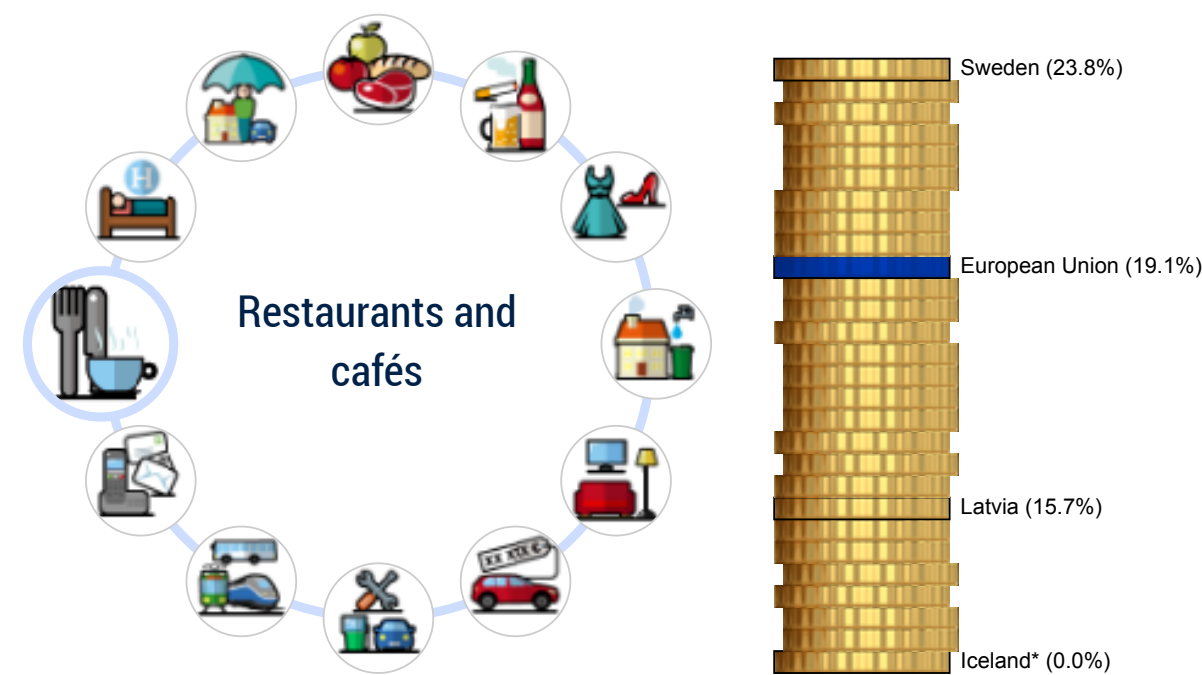 Restaurants and
cafés
Sweden (23.8%)
European Union (19.1%)
Latvia (15.7%)
Iceland* (0.0%)
H